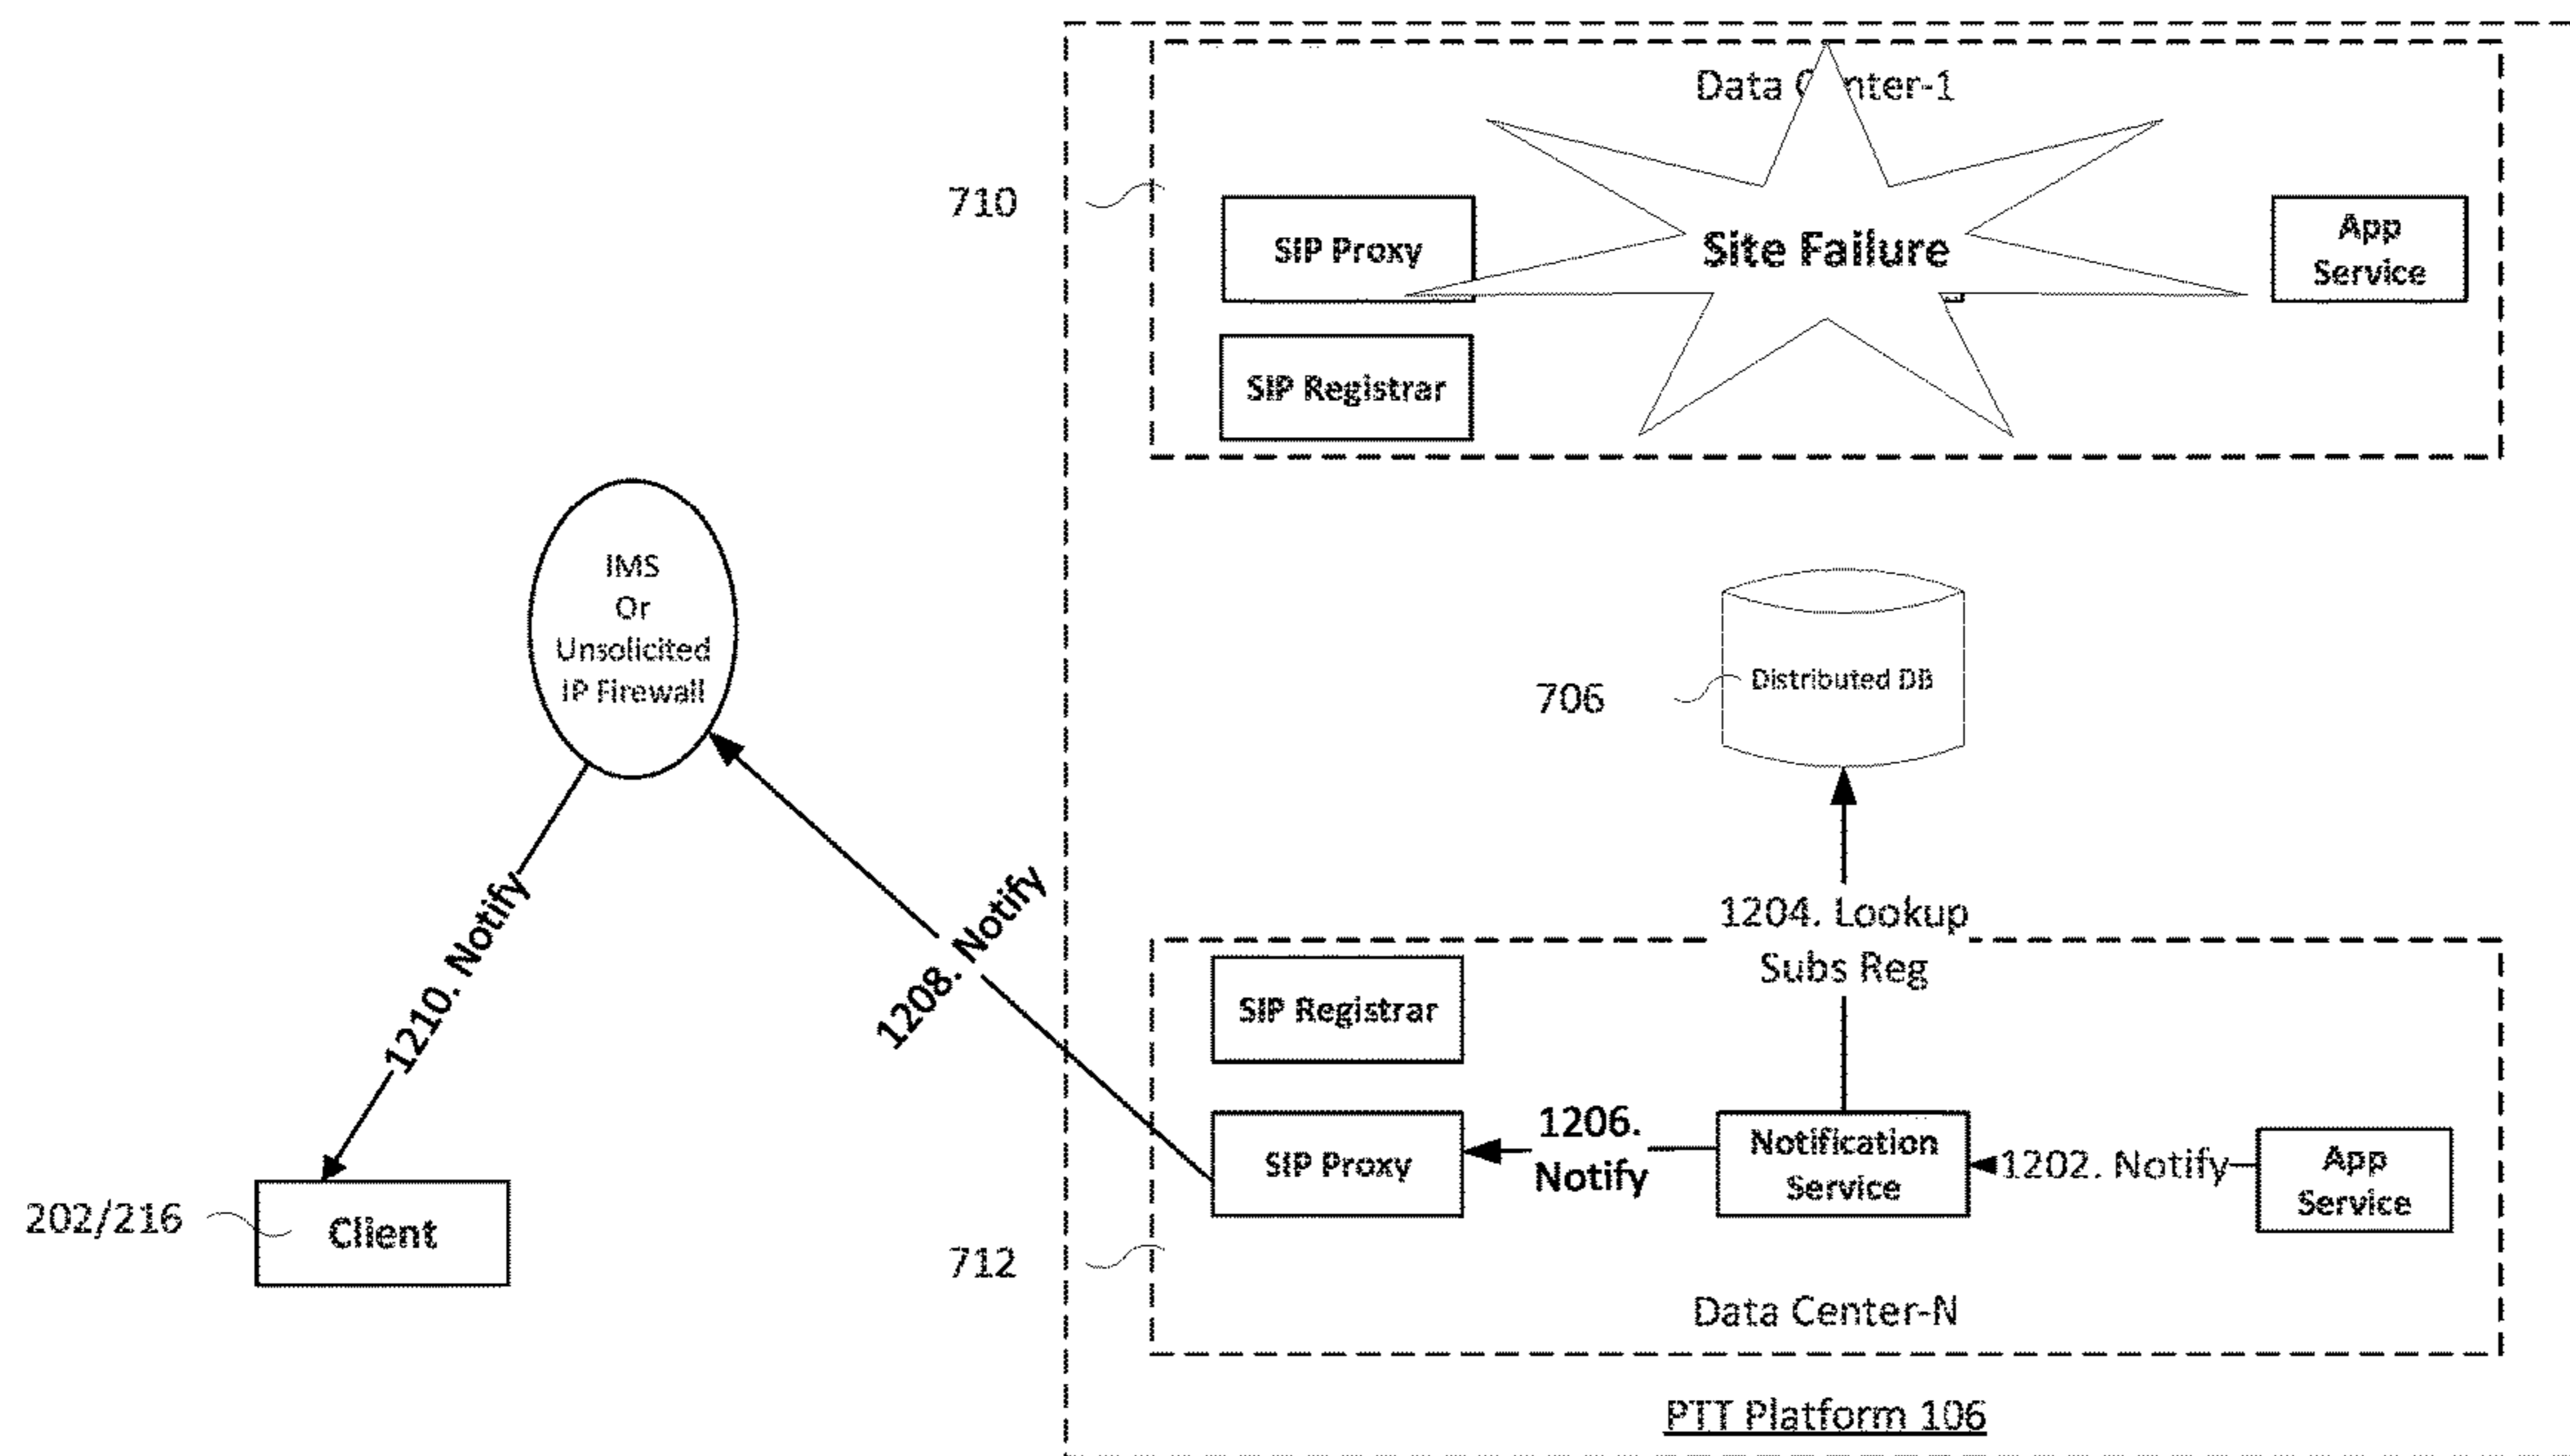 Data Center-1
710
SIP Proxy
Site Failure
App
Service
SIP Registrar
IMS
Or
Unsolicited
IP Firewall
706
Distributed DB
1210. Notify
1208. Notify
1204. Lookup
Subs Reg
SIP Registrar
SIP Proxy
1206.
Notify
Notification
Service
1202. Notify
App
Service
202/216
Client
712
Data Center-N
PTT Platform 106